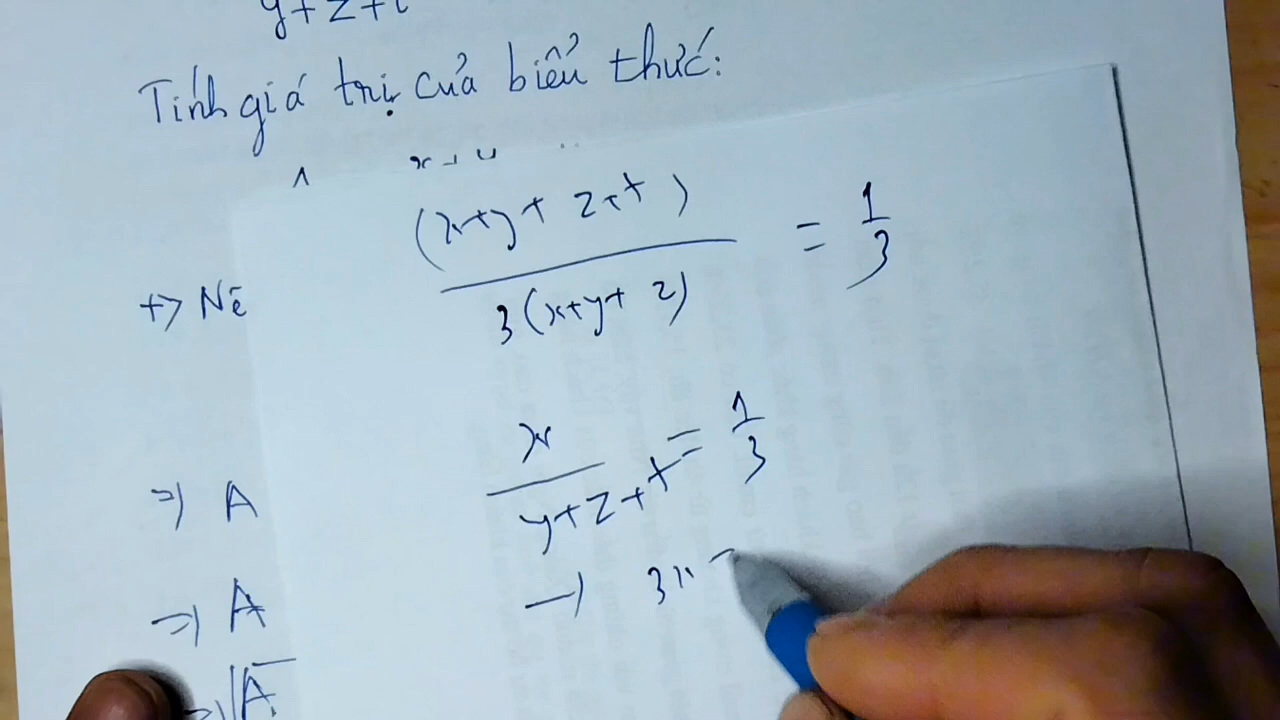 y+z+t
Tính giá trị của biểu thức:
x+y
(x+y+z+t)
3(x+y+z)
= 1/3
+> Nế
x
y+z+t
= 1/3
=> A
-> 3x =
=> A
=> A